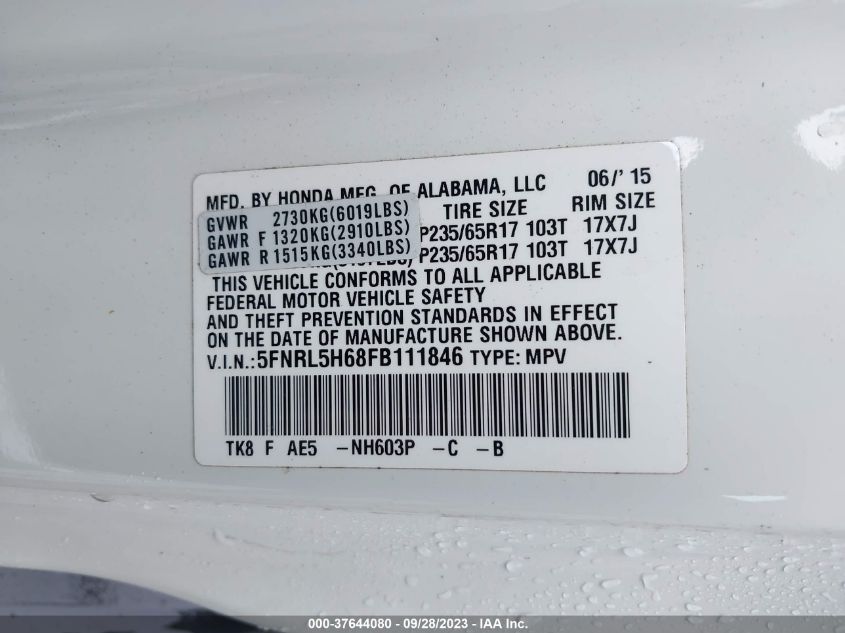 MFD. BY HONDA MFG. OF ALABAMA, LLC 06/' 15
GVWR 2730KG(6019LBS) TIRE SIZE RIM SIZE
GAWR F 1320KG(2910LBS) P235/65R17 103T 17X7J
GAWR R 1515KG(3340LBS) P235/65R17 103T 17X7J
THIS VEHICLE CONFORMS TO ALL APPLICABLE
FEDERAL MOTOR VEHICLE SAFETY
AND THEFT PREVENTION STANDARDS IN EFFECT
ON THE DATE OF MANUFACTURE SHOWN ABOVE.
V.I.N.:5FNRL5H68FB111846 TYPE: MPV
TK8 F AE5 -NH603P -C -B
000-37644080 - 09/28/2023 - IAA Inc.